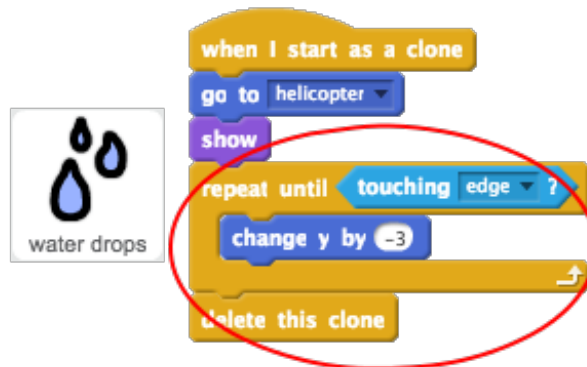 when I start as a clone
go to helicopter
show
repeat until touching edge ?
change y by -3
delete this clone
water drops